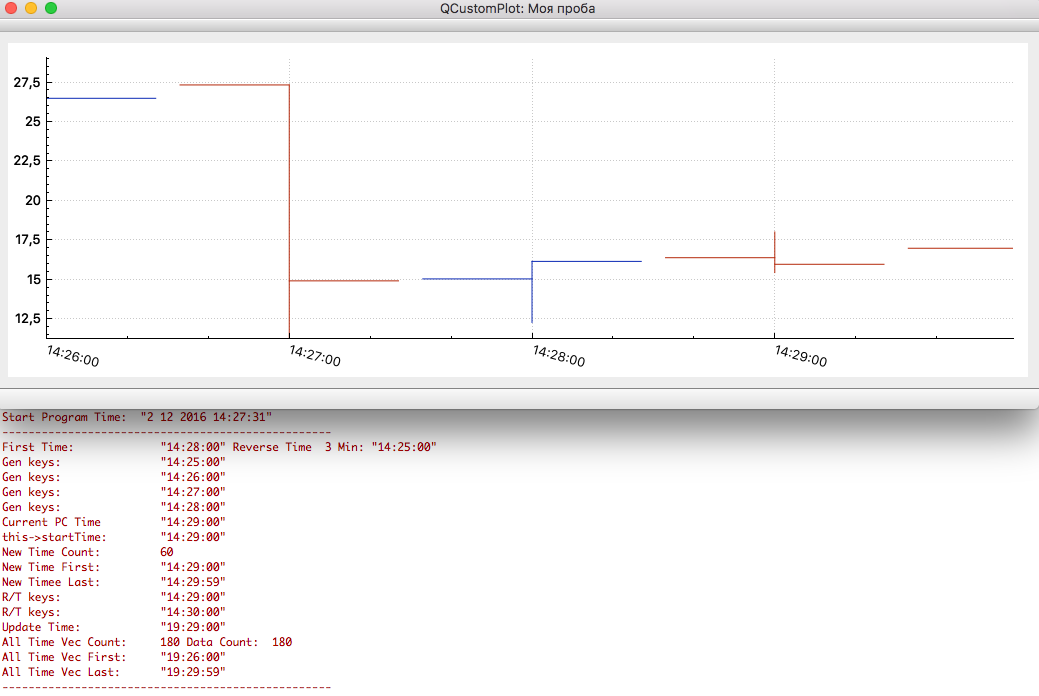 QCustomPlot: Моя проба
27,5
25
22,5
20
17,5
15
12,5
14:26:00
14:27:00
14:28:00
14:29:00
Start Program Time: "2 12 2016 14:27:31"
--------------------------------------------------
First Time: "14:28:00" Reverse Time 3 Min: "14:25:00"
Gen keys: "14:25:00"
Gen keys: "14:26:00"
Gen keys: "14:27:00"
Gen keys: "14:28:00"
Current PC Time "14:29:00"
this->startTime: "14:29:00"
New Time Count: 60
New Time First: "14:29:00"
New Timee Last: "14:29:59"
R/T keys: "14:29:00"
R/T keys: "14:30:00"
Update Time: "19:29:00"
All Time Vec Count: 180 Data Count: 180
All Time Vec First: "19:26:00"
All Time Vec Last: "19:29:59"
--------------------------------------------------